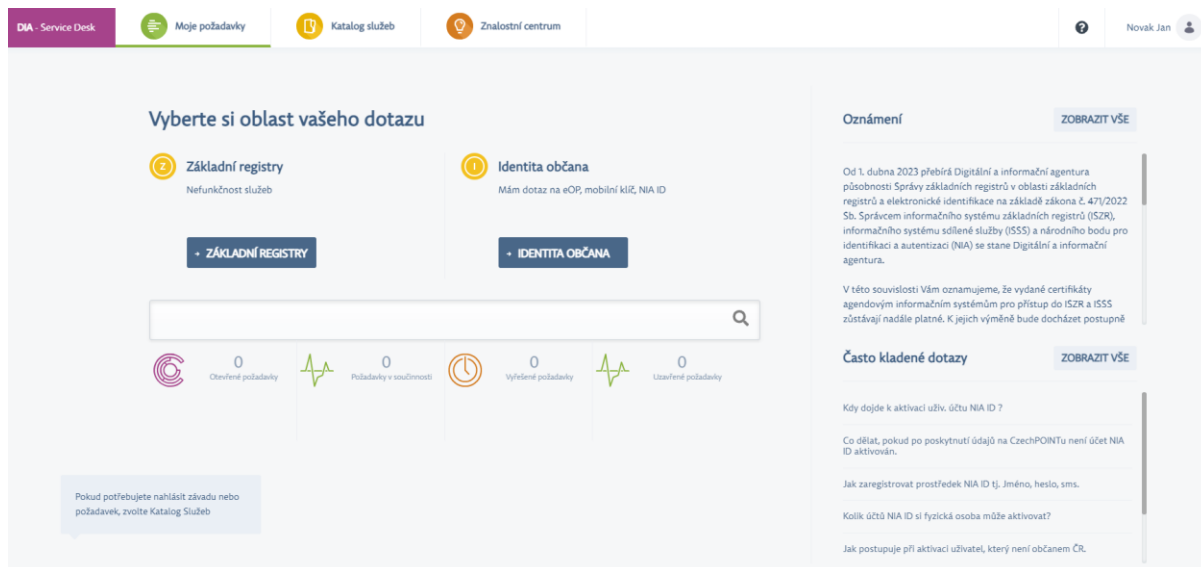 DIA - Service Desk
Moje požadavky
Katalog služeb
Znalostní centrum
Novak Jan
Vyberte si oblast vašeho dotazu
Základní registry
Nefunkčnost služeb
ZÁKLADNÍ REGISTRY
Identita občana
Mám dotaz na eOP, mobilní klíč, NIA ID
IDENTITA OBČANA
0
Otevřené požadavky
0
Požadavky v součinnosti
0
Vyřešené požadavky
0
Uzavřené požadavky
Pokud potřebujete nahlásit závadu nebo
požadavek, zvolte Katalog Služeb
Oznámení
ZOBRAZIT VŠE
Od 1. dubna 2023 přebírá Digitální a informační agentura
působnosti Správy základních registrů v oblasti základních
registrů a elektronické identifikace na základě zákona č. 471/2022
Sb. Správcem informačního systému základních registrů (ISZR),
informačního systému sdílené služby (ISSS) a národního bodu pro
identifikaci a autentizaci (NIA) se stane Digitální a informační
agentura.
V této souvislosti Vám oznamujeme, že vydané certifikáty
agendovým informačním systémům pro přístup do ISZR a ISSS
zůstávají nadále platné. K jejich výměně bude docházet postupně
Často kladené dotazy
ZOBRAZIT VŠE
Kdy dojde k aktivaci uživ. účtu NIA ID ?
Co dělat, pokud po poskytnutí údajů na CzechPOINTu není účet NIA
ID aktivován.
Jak zaregistrovat prostředek NIA ID tj. Jméno, heslo, sms.
Kolik účtů NIA ID si fyzická osoba může aktivovat?
Jak postupuje při aktivaci uživatel, který není občanem ČR.